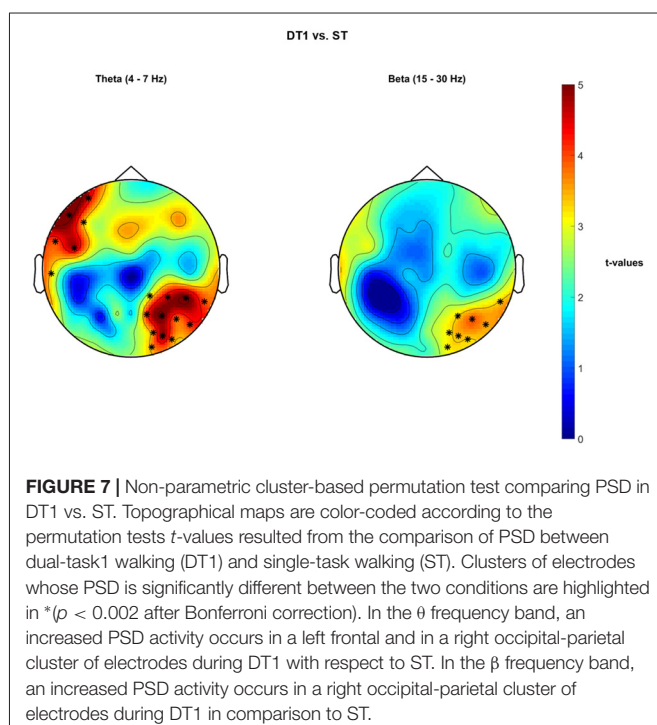 DT1 vs. ST
Theta (4 - 7 Hz)
Beta (15 - 30 Hz)
5
4
3
t-values
2
1
0
FIGURE 7 | Non-parametric cluster-based permutation test comparing PSD in
DT1 vs. ST. Topographical maps are color-coded according to the
permutation tests t-values resulted from the comparison of PSD between
dual-task1 walking (DT1) and single-task walking (ST). Clusters of electrodes
whose PSD is significantly different between the two conditions are highlighted
in *(p < 0.002 after Bonferroni correction). In the θ frequency band, an
increased PSD activity occurs in a left frontal and in a right occipital-parietal
cluster of electrodes during DT1 with respect to ST. In the β frequency band,
an increased PSD activity occurs in a right occipital-parietal cluster of
electrodes during DT1 in comparison to ST.